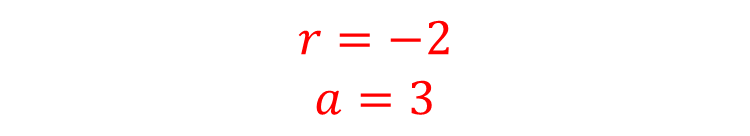 r = −2
a = 3